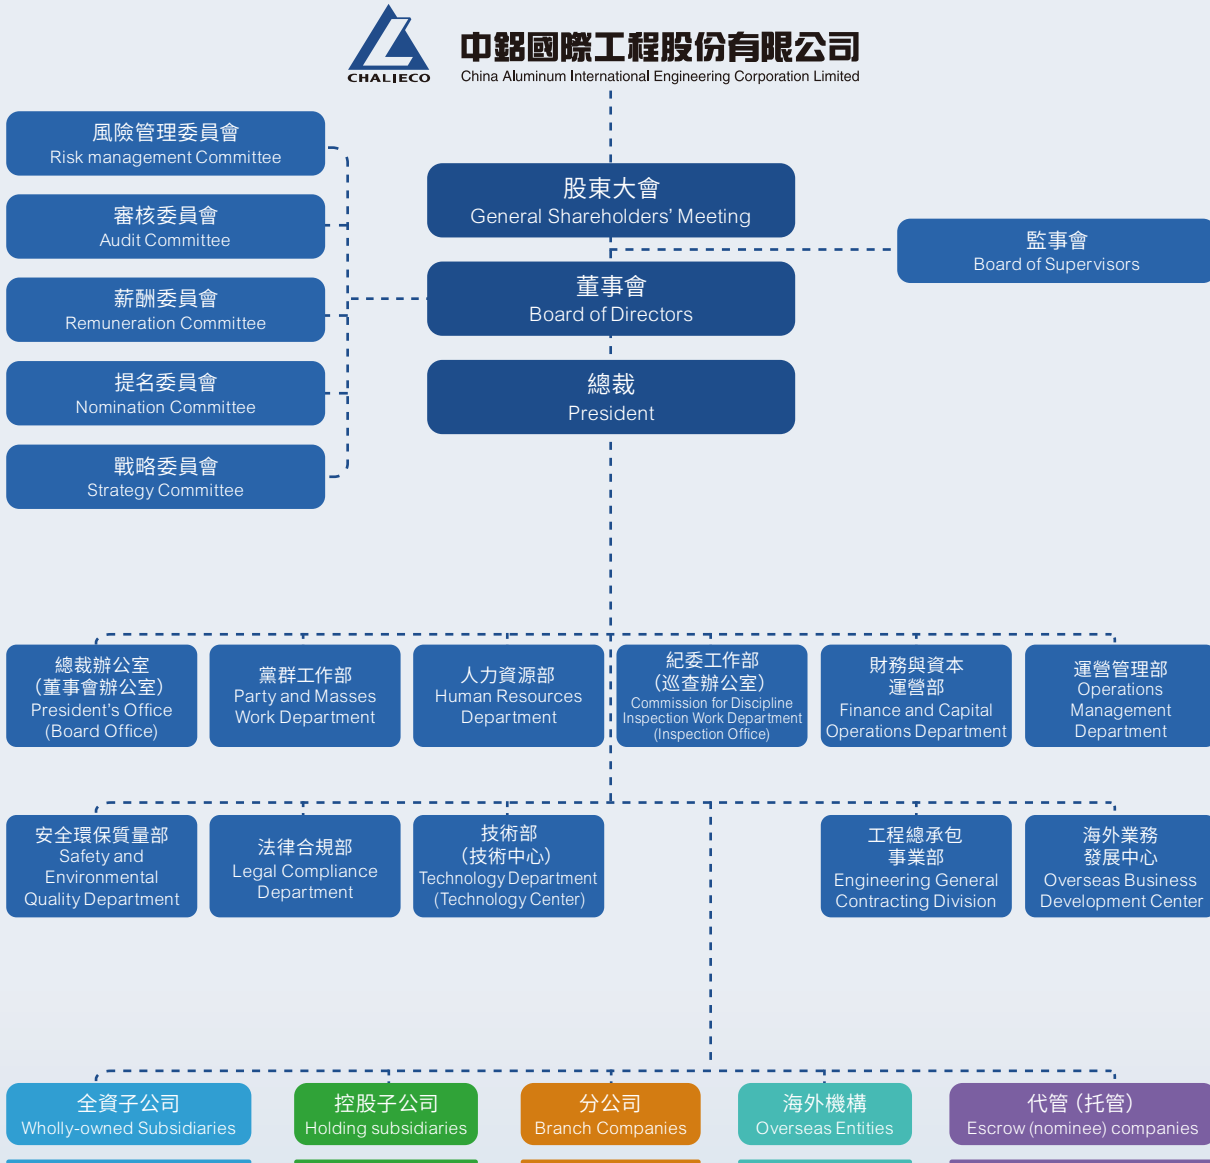 CHALIECO
中鋁國際工程股份有限公司
China Aluminum International Engineering Corporation Limited
風險管理委員會
Risk management Committee
審核委員會
Audit Committee
薪酬委員會
Remuneration Committee
提名委員會
Nomination Committee
戰略委員會
Strategy Committee
股東大會
General Shareholders' Meeting
董事會
Board of Directors
總裁
President
監事會
Board of Supervisors
總裁辦公室
（董事會辦公室）
President's Office
(Board Office)
黨群工作部
Party and Masses
Work Department
人力資源部
Human Resources
Department
紀委工作部
（巡查辦公室）
Commission for Discipline
Inspection Work Department
(Inspection Office)
財務與資本
運營部
Finance and Capital
Operations Department
運營管理部
Operations
Management
Department
安全環保質量部
Safety and
Environmental
Quality Department
法律合規部
Legal Compliance
Department
技術部
（技術中心）
Technology Department
(Technology Center)
工程總承包
事業部
Engineering General
Contracting Division
海外業務
發展中心
Overseas Business
Development Center
全資子公司
Wholly-owned Subsidiaries
控股子公司
Holding subsidiaries
分公司
Branch Companies
海外機構
Overseas Entities
代管（托管）
Escrow (nominee) companies